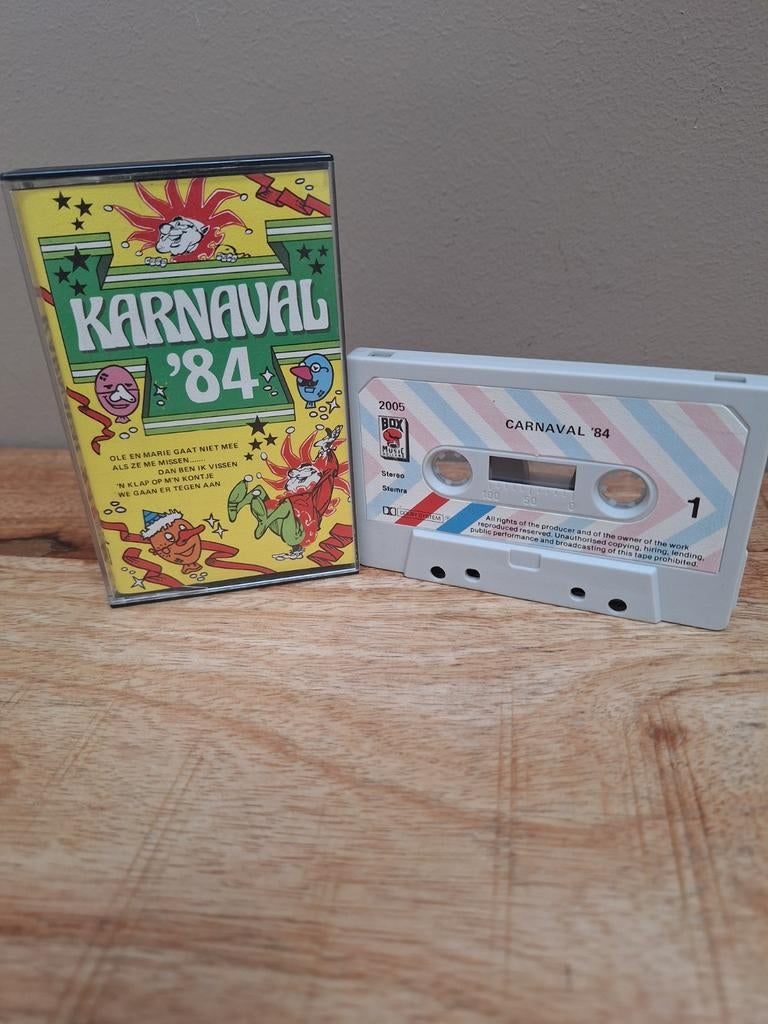 KARNAVAL
'84
OLE EN MARIE GAAT NIET MEE
ALS ZE ME MISSEN.......
DAN BEN IK VISSEN
'N KLAP OP M'N KONTJE
WE GAAN ER TEGEN AAN
2005
CARNAVAL '84
BOX
MUSIC
Stereo
Stemra
100 50 0
1
DOLBY SYSTEM
All rights of the producer and of the owner of the work
reproduced reserved. Unauthorised copying, hiring, lending,
public performance and broadcasting of this tape prohibited.